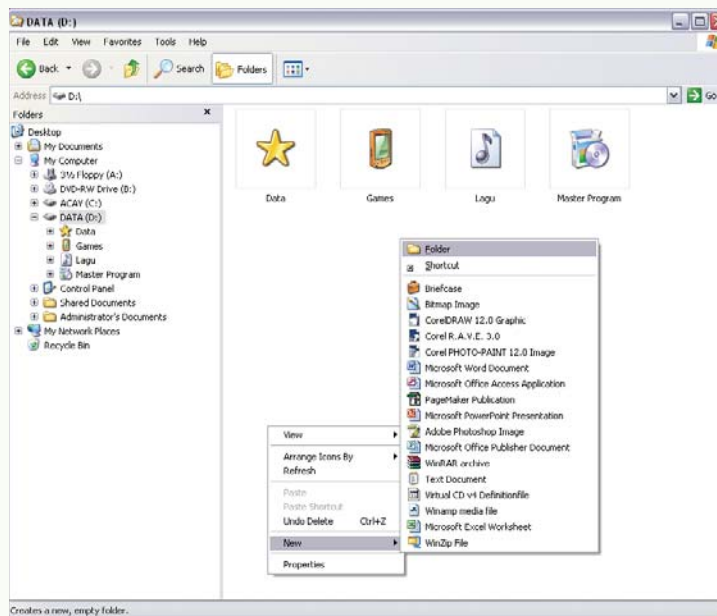 DATA (D:)
File Edit View Favorites Tools Help
Back Search Folders
Address D:\ Go
Folders x
Desktop
My Documents
My Computer
3½ Floppy (A:)
DVD-RW Drive (B:)
ACAY (C:)
DATA (D:)
Data
Games
Lagu
Master Program
Control Panel
Shared Documents
Administrator's Documents
My Network Places
Recycle Bin
Data Games Lagu Master Program
View
Arrange Icons By
Refresh
Paste
Paste Shortcut
Undo Delete Ctrl+Z
New
Properties
Folder
Shortcut
Briefcase
Bitmap Image
CorelDRAW 12.0 Graphic
Corel R.A.V.E. 3.0
Corel PHOTO-PAINT 12.0 Image
Microsoft Word Document
Microsoft Office Access Application
PageMaker Publication
Microsoft PowerPoint Presentation
Adobe Photoshop Image
Microsoft Office Publisher Document
WinRAR archive
Text Document
Virtual CD v4 Definitionfile
Winamp media file
Microsoft Excel Worksheet
WinZip File
Creates a new, empty folder.